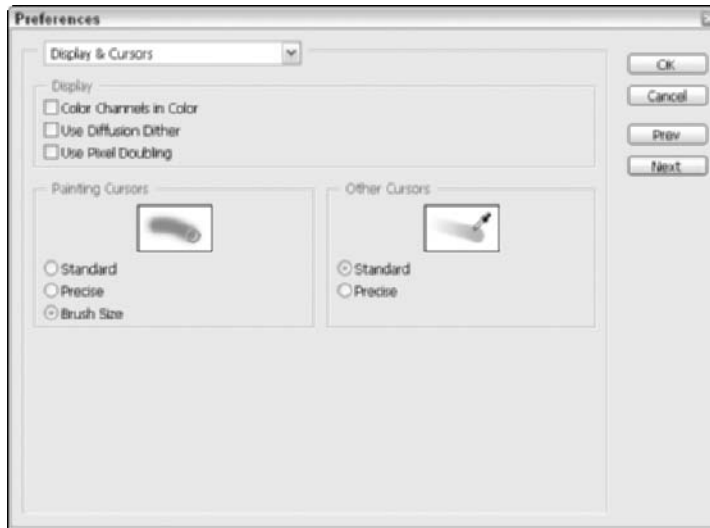 Preferences
Display & Cursors
OK
Cancel
Prev
Next
Display
Color Channels in Color
Use Diffusion Dither
Use Pixel Doubling
Painting Cursors
Standard
Precise
Brush Size
Other Cursors
Standard
Precise